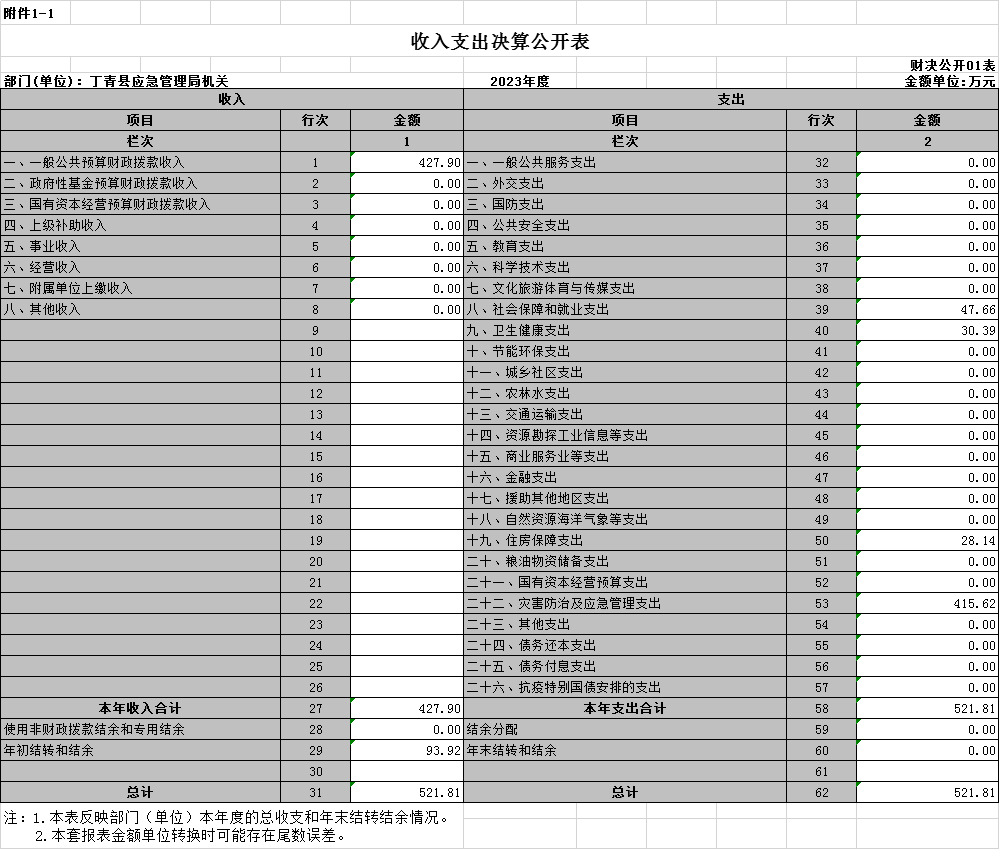 附件1-1
收入支出决算公开表
财决公开01表
部门(单位)：丁青县应急管理局机关 2023年度 金额单位:万元
收入 支出
项目 行次 金额 项目 行次 金额
栏次 1 栏次 2
一、一般公共预算财政拨款收入 1 427.90 一、一般公共服务支出 32 0.00
二、政府性基金预算财政拨款收入 2 0.00 二、外交支出 33 0.00
三、国有资本经营预算财政拨款收入 3 0.00 三、国防支出 34 0.00
四、上级补助收入 4 0.00 四、公共安全支出 35 0.00
五、事业收入 5 0.00 五、教育支出 36 0.00
六、经营收入 6 0.00 六、科学技术支出 37 0.00
七、附属单位上缴收入 7 0.00 七、文化旅游体育与传媒支出 38 0.00
八、其他收入 8 0.00 八、社会保障和就业支出 39 47.66
9 九、卫生健康支出 40 30.39
10 十、节能环保支出 41 0.00
11 十一、城乡社区支出 42 0.00
12 十二、农林水支出 43 0.00
13 十三、交通运输支出 44 0.00
14 十四、资源勘探工业信息等支出 45 0.00
15 十五、商业服务业等支出 46 0.00
16 十六、金融支出 47 0.00
17 十七、援助其他地区支出 48 0.00
18 十八、自然资源海洋气象等支出 49 0.00
19 十九、住房保障支出 50 28.14
20 二十、粮油物资储备支出 51 0.00
21 二十一、国有资本经营预算支出 52 0.00
22 二十二、灾害防治及应急管理支出 53 415.62
23 二十三、其他支出 54 0.00
24 二十四、债务还本支出 55 0.00
25 二十五、债务付息支出 56 0.00
26 二十六、抗疫特别国债安排的支出 57 0.00
本年收入合计 27 427.90 本年支出合计 58 521.81
使用非财政拨款结余和专用结余 28 0.00 结余分配 59 0.00
年初结转和结余 29 93.92 年末结转和结余 60 0.00
30 61
总计 31 521.81 总计 62 521.81
注：1.本表反映部门（单位）本年度的总收支和年末结转结余情况。
2.本套报表金额单位转换时可能存在尾数误差。